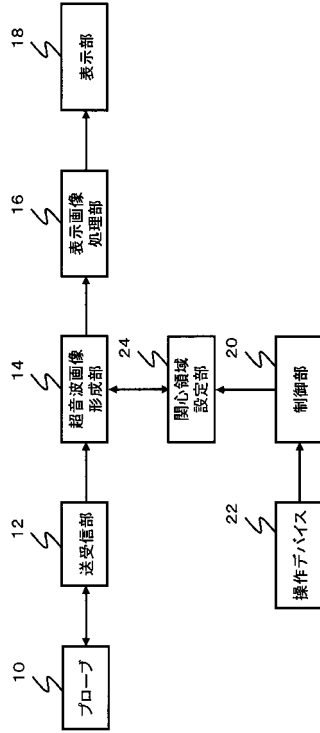 10
プローブ
12
送受信部
14
超音波画像
形成部
16
表示画像
処理部
18
表示部
24
関心領域
設定部
20
制御部
22
操作デバイス